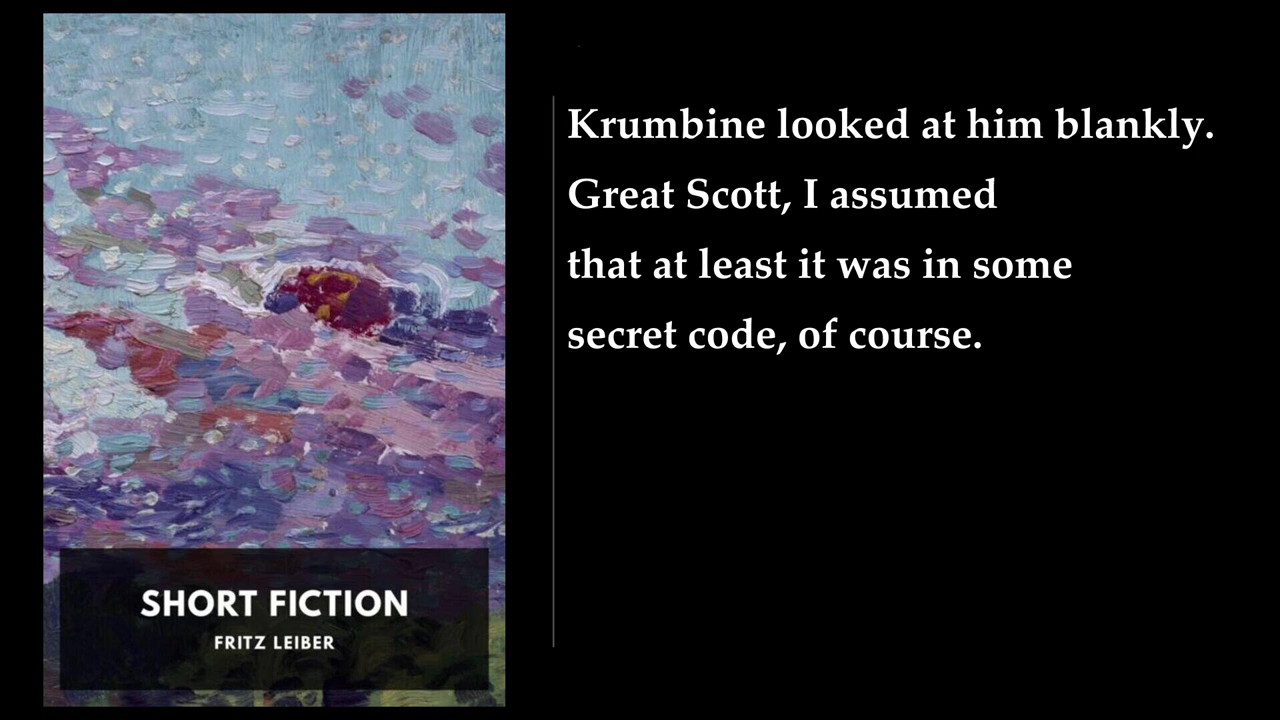 SHORT FICTION
FRITZ LEIBER
Krumbine looked at him blankly.
Great Scott, I assumed
that at least it was in some
secret code, of course.